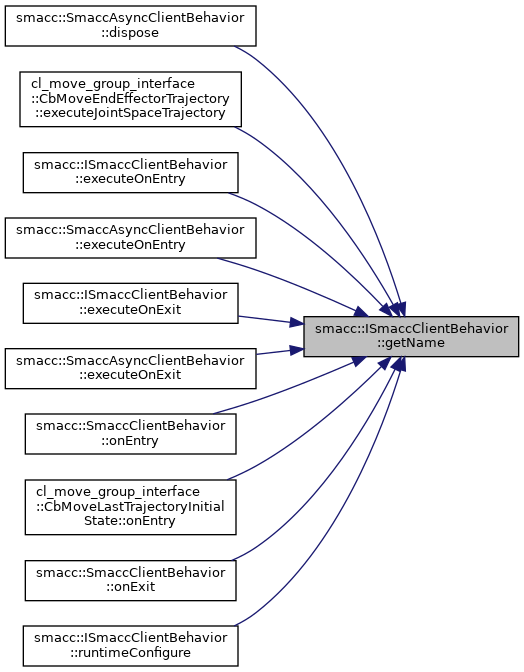 smacc::SmaccAsyncClientBehavior
::dispose
cl_move_group_interface
::CbMoveEndEffectorTrajectory
::executeJointSpaceTrajectory
smacc::ISmaccClientBehavior
::executeOnEntry
smacc::SmaccAsyncClientBehavior
::executeOnEntry
smacc::ISmaccClientBehavior
::executeOnExit
smacc::ISmaccClientBehavior
::getName
smacc::SmaccAsyncClientBehavior
::executeOnExit
smacc::SmaccClientBehavior
::onEntry
cl_move_group_interface
::CbMoveLastTrajectoryInitial
State::onEntry
smacc::SmaccClientBehavior
::onExit
smacc::ISmaccClientBehavior
::runtimeConfigure